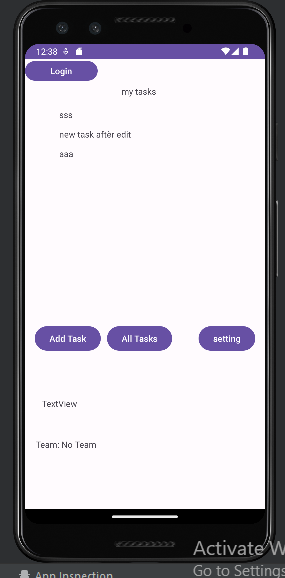 12:38
Login
my tasks
sss
new task after edit
aaa
Add Task
All Tasks
setting
TextView
Team: No Team
Activate W
App Inspection
Go to Settings